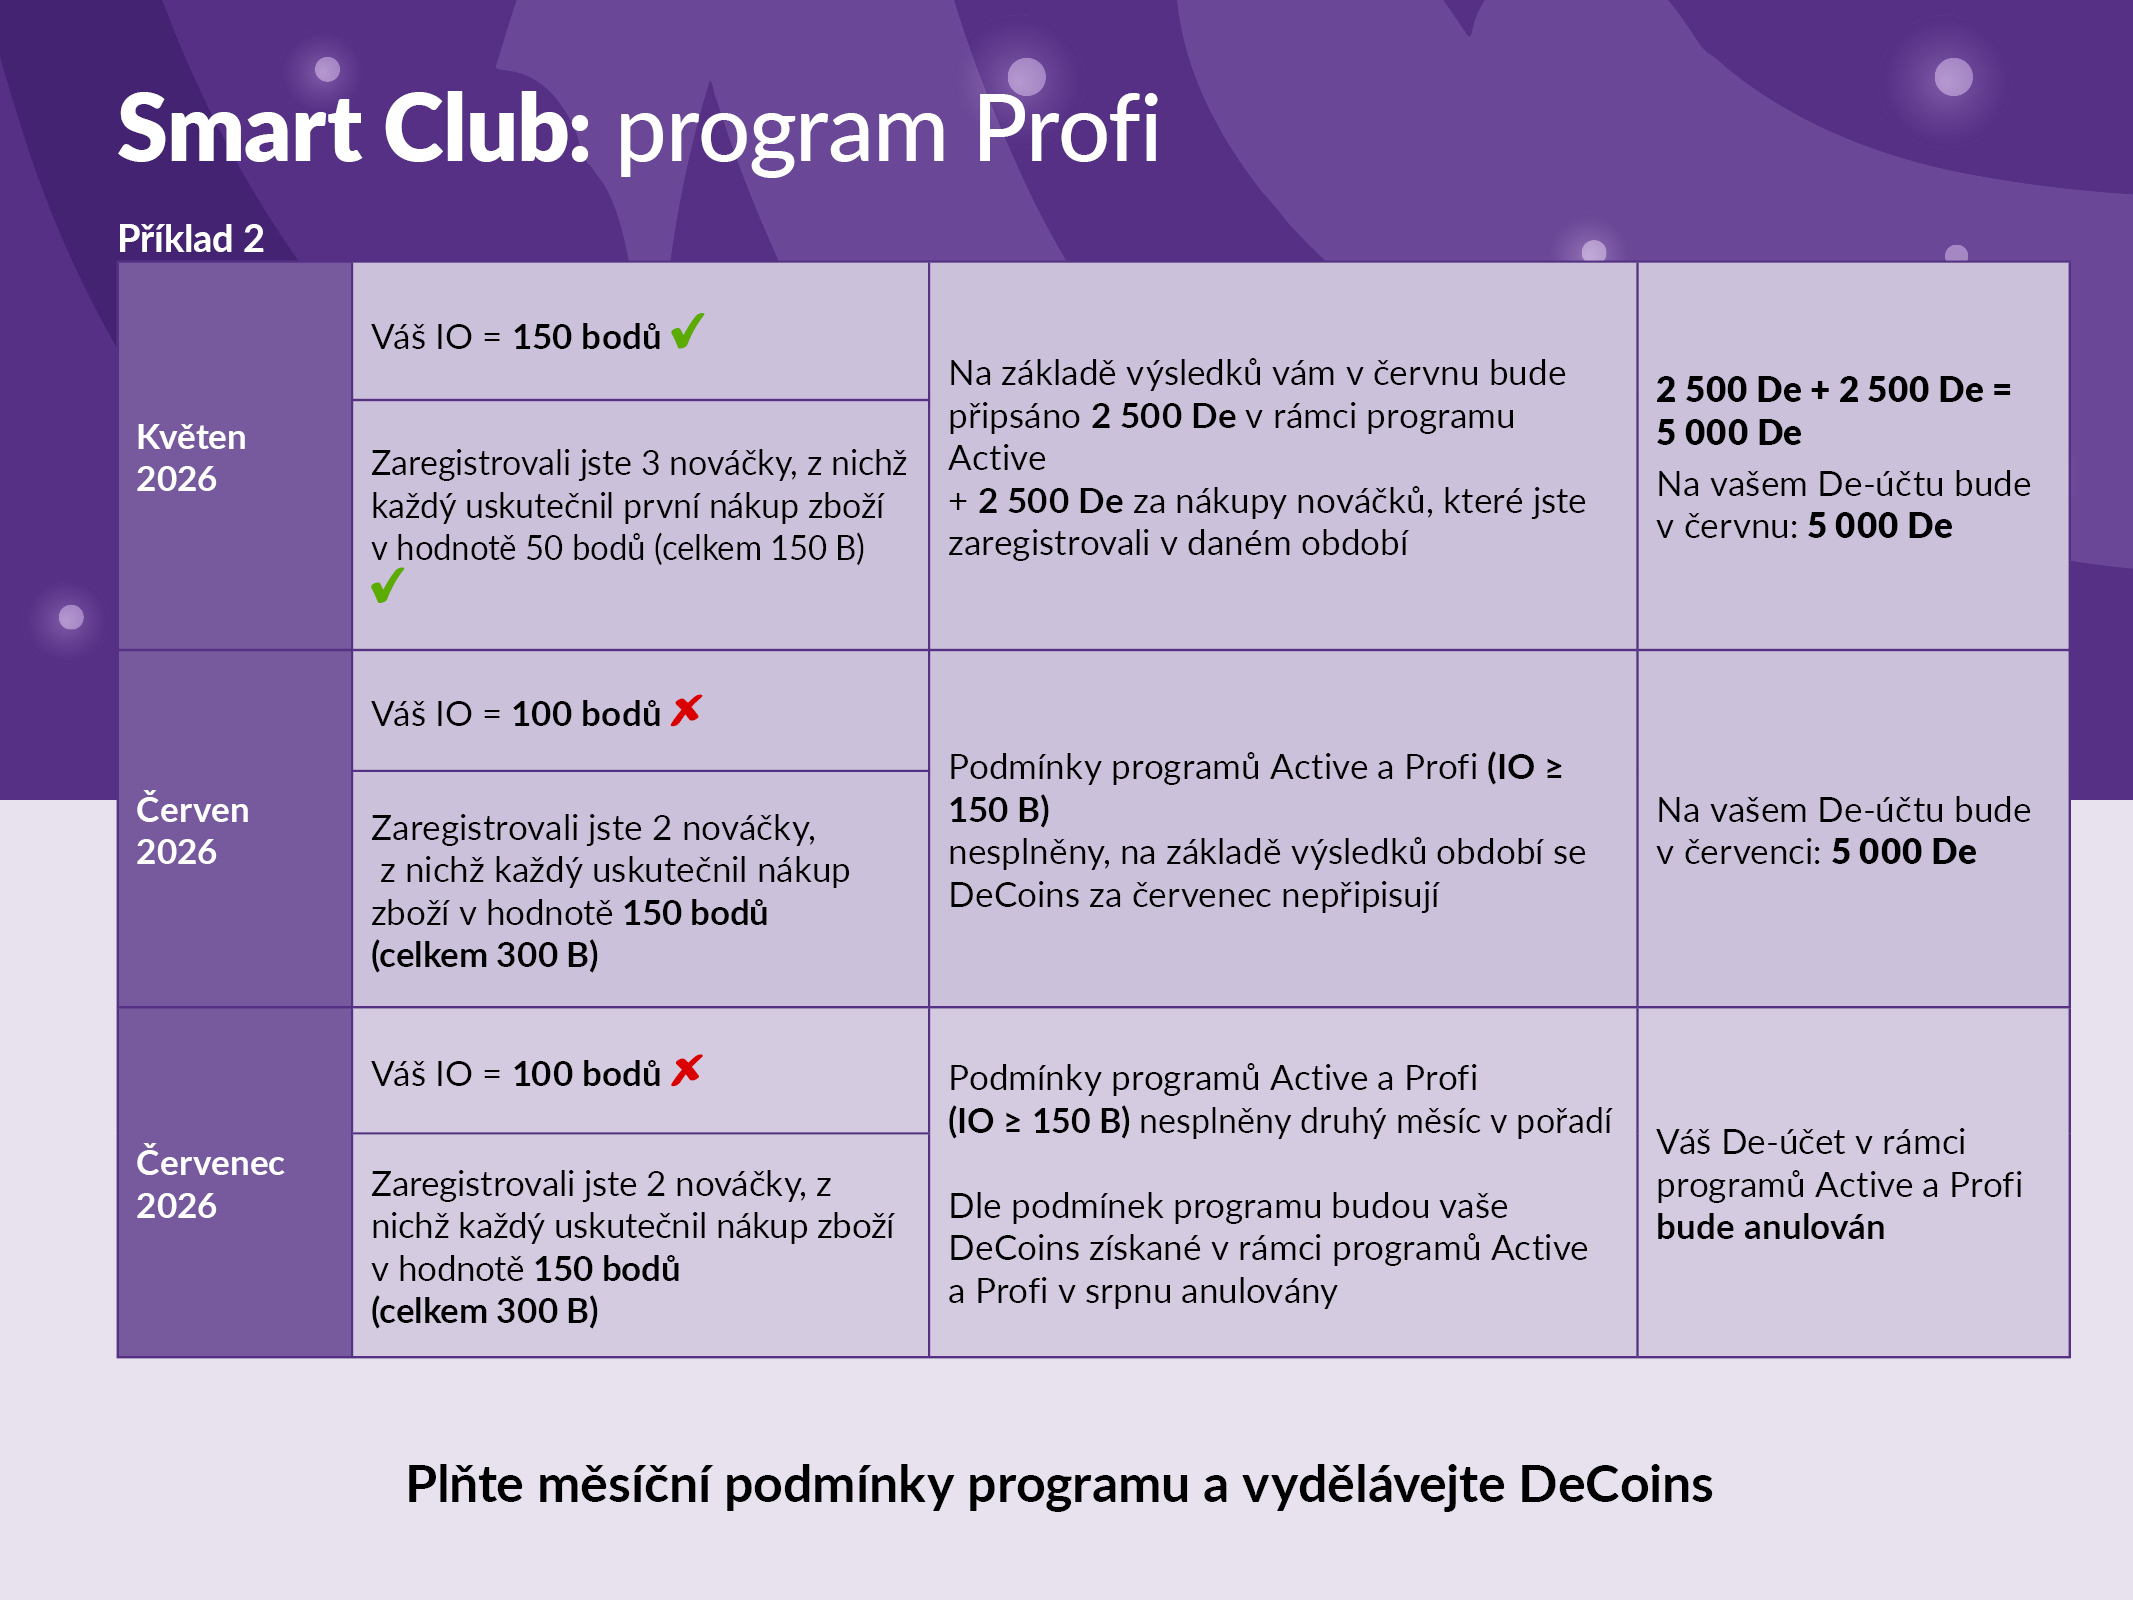 Smart Club: program Profi
Příklad 2
Květen
2026
Váš IO = 150 bodů ✔
Zaregistrovali jste 3 nováčky, z nichž
každý uskutečnil první nákup zboží
v hodnotě 50 bodů (celkem 150 B)
✔
Na základě výsledků vám v červnu bude
připsáno 2 500 De v rámci programu
Active
+ 2 500 De za nákupy nováčků, které jste
zaregistrovali v daném období
2 500 De + 2 500 De =
5 000 De
Na vašem De-účtu bude
v červnu: 5 000 De
Červen
2026
Váš IO = 100 bodů ✘
Zaregistrovali jste 2 nováčky,
z nichž každý uskutečnil nákup
zboží v hodnotě 150 bodů
(celkem 300 B)
Podmínky programů Active a Profi (IO ≥
150 B)
nesplněny, na základě výsledků období se
DeCoins za červenec nepřipisují
Na vašem De-účtu bude
v červenci: 5 000 De
Červenec
2026
Váš IO = 100 bodů ✘
Zaregistrovali jste 2 nováčky, z
nichž každý uskutečnil nákup zboží
v hodnotě 150 bodů
(celkem 300 B)
Podmínky programů Active a Profi
(IO ≥ 150 B) nesplněny druhý měsíc v pořadí
Dle podmínek programu budou vaše
DeCoins získané v rámci programů Active
a Profi v srpnu anulovány
Váš De-účet v rámci
programů Active a Profi
bude anulován
Plňte měsíční podmínky programu a vydělávejte DeCoins